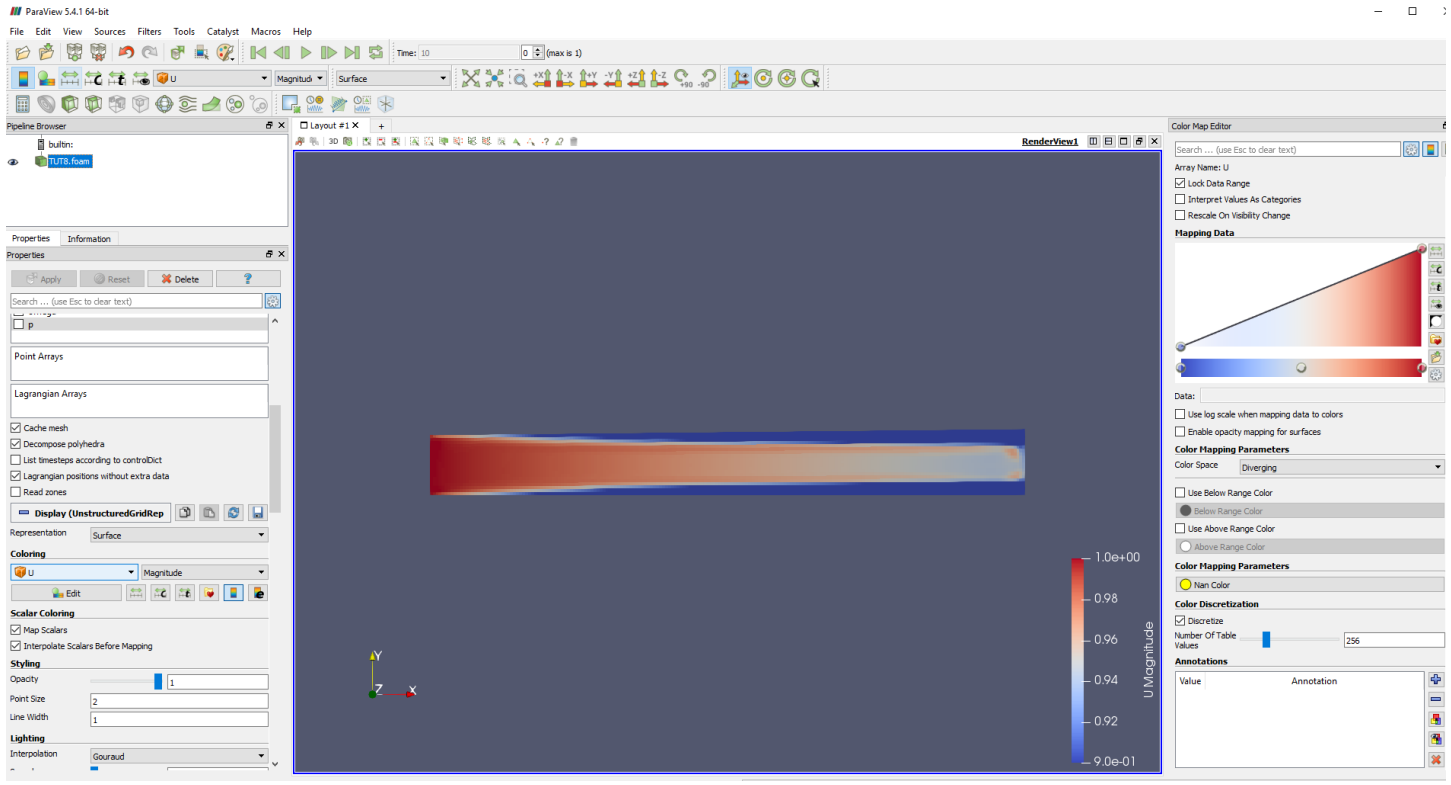 ParaView 5.4.1 64-bit
File Edit View Sources Filters Tools Catalyst Macros Help
Time: 10 0 (max is 1)
U Magnitud Surface +X -X +Y -Y +Z -Z +90 -90
Pipeline Browser
builtin:
TUT8.foam
Properties Information
Properties
Apply Reset Delete ?
Search ... (use Esc to clear text)
omega
p
Point Arrays
Lagrangian Arrays
Cache mesh
Decompose polyhedra
List timesteps according to controlDict
Lagrangian positions without extra data
Read zones
Display (UnstructuredGridRep
Representation Surface
Coloring
U Magnitude
Edit
Scalar Coloring
Map Scalars
Interpolate Scalars Before Mapping
Styling
Opacity 1
Point Size 2
Line Width 1
Lighting
Interpolation Gouraud
Layout #1 +
3D RenderView1
Y
Z X
1.0e+00
0.98
0.96
0.94
0.92
9.0e-01
U Magnitude
Color Map Editor
Search ... (use Esc to clear text)
Array Name: U
Lock Data Range
Interpret Values As Categories
Rescale On Visibility Change
Mapping Data
Data:
Use log scale when mapping data to colors
Enable opacity mapping for surfaces
Color Mapping Parameters
Color Space Diverging
Use Below Range Color
Below Range Color
Use Above Range Color
Above Range Color
Color Mapping Parameters
Nan Color
Color Discretization
Discretize
Number Of Table
Values 256
Annotations
Value Annotation